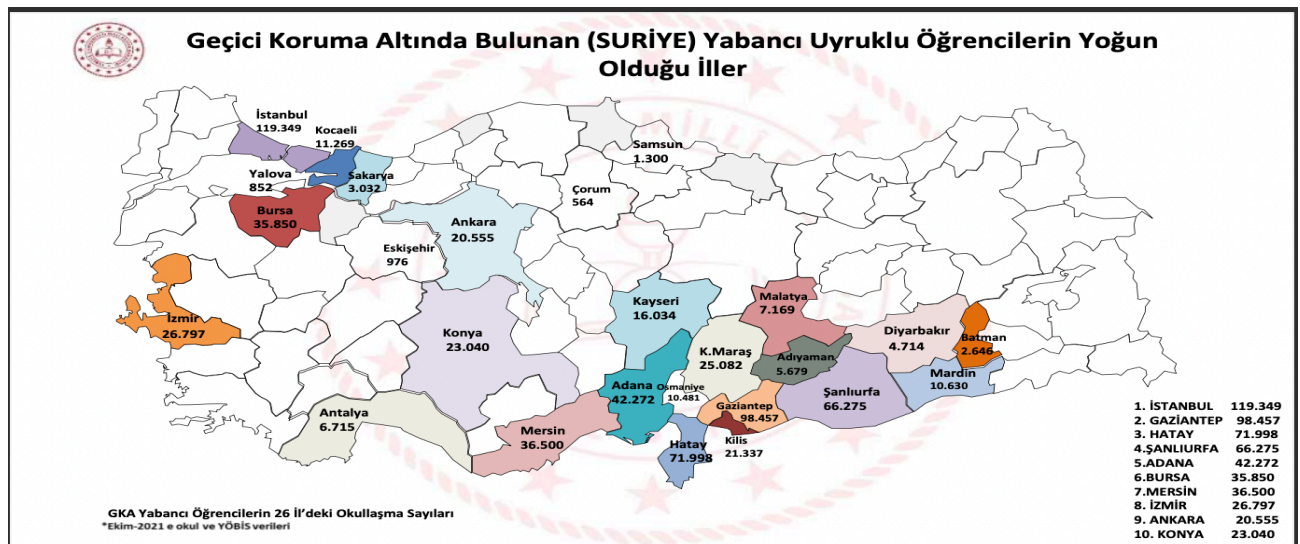 Geçici Koruma Altında Bulunan (SURİYE) Yabancı Uyruklu Öğrencilerin Yoğun
Olduğu İller
MİLLÎ
İstanbul
119.349
Kocaeli
11.269
Samsun
1.300
Yalova
852
Sakarya
3.032
Çorum
564
Bursa
35.850
Ankara
20.555
Eskişehir
976
Kayseri
16.034
Malatya
7.169
İzmir
26.797
Konya
23.040
Diyarbakır
4.714
Batman
2.646
K.Maraş
25.082
Adıyaman
5.679
Mardin
10.630
Adana
42.272
Osmaniye
10.481
Şanlıurfa
66.275
Antalya
6.715
Gaziantep
98.457
Mersin
36.500
Kilis
21.337
Hatay
71.998
1. İSTANBUL 119.349
2. GAZİANTEP 98.457
3. HATAY 71.998
4.ŞANLIURFA 66.275
5.ADANA 42.272
6.BURSA 35.850
7.MERSİN 36.500
8. İZMİR 26.797
9. ANKARA 20.555
10. KONYA 23.040
GKA Yabancı Öğrencilerin 26 İl'deki Okullaşma Sayıları
*Ekim-2021 e okul ve YÖBİS verileri